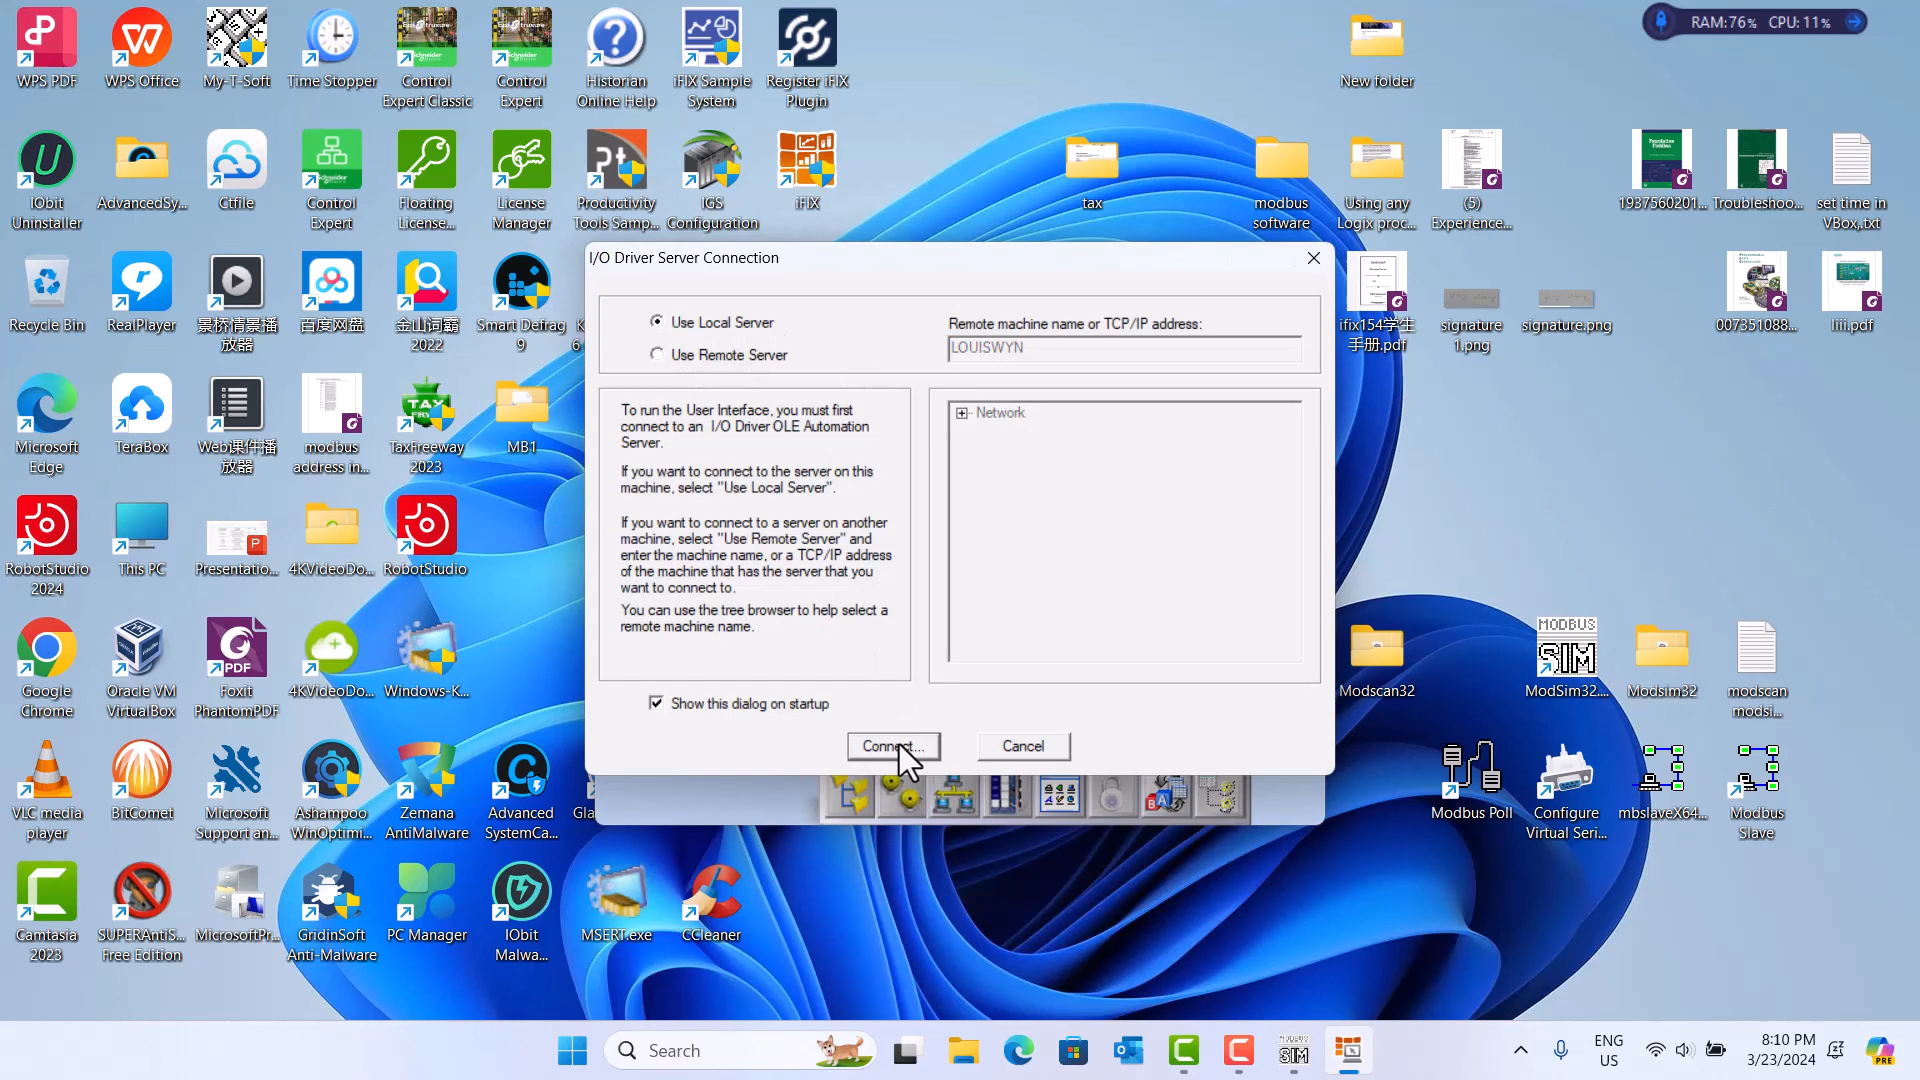 RAM:76% CPU:11%
WPS PDF
WPS Office
My-T-Soft
Time Stopper
Control
Expert Classic
Control
Expert
Historian
Online Help
iFIX Sample
System
Register iFIX
Plugin
New folder
IObit
Uninstaller
AdvancedSy...
Ctfile
Control
Expert
Floating
License...
License
Manager
Productivity
Tools Samp...
IGS
Configuration
iFIX
tax
modbus
software
Using any
Logix proc...
(5)
Experience...
1937560201...
Troubleshoo...
set time in
VBox,.txt
Recycle Bin
RealPlayer
景桥情景播
放器
百度网盘
金山词霸
2022
Smart Defrag
9
K
6
ifix154学生
手册.pdf
signature
1.png
signature.png
007351088...
liii.pdf
Microsoft
Edge
TeraBox
Web课件播
放器
modbus
address in...
TaxFreeway
2023
MB1
RobotStudio
2024
This PC
Presentatio...
4KVideoDo...
RobotStudio
Google
Chrome
Oracle VM
VirtualBox
Foxit
PhantomPDF
4KVideoDo...
Windows-K...
Modscan32
MODBUS
SIM
ModSim32....
Modsim32
modscan
modsi...
VLC media
player
BitComet
Microsoft
Support an...
Ashampoo
WinOptimi...
Zemana
AntiMalware
Advanced
SystemCa...
Gla
Modbus Poll
Configure
Virtual Seri...
mbslaveX64...
Modbus
Slave
Camtasia
2023
SUPERAntiS...
Free Edition
MicrosoftPr...
GridinSoft
Anti-Malware
PC Manager
IObit
Malwa...
MSERT.exe
CCleaner
I/O Driver Server Connection
Use Local Server
Use Remote Server
Remote machine name or TCP/IP address:
LOUISWYN
To run the User Interface, you must first
connect to an I/O Driver OLE Automation
Server.
If you want to connect to the server on this
machine, select "Use Local Server".
If you want to connect to a server on another
machine, select "Use Remote Server" and
enter the machine name, or a TCP/IP address
of the machine that has the server that you
want to connect to.
You can use the tree browser to help select a
remote machine name.
Network
Show this dialog on startup
Connect...
Cancel
Search
MODBUS
SIM
ENG
US
8:10 PM
3/23/2024
PRE